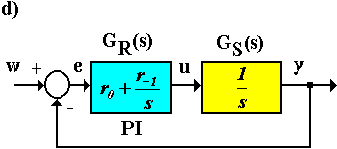 d)
G_R(s) G_S(s)
w + e r_0 + r_{-1}/s u 1/s y
−
PI